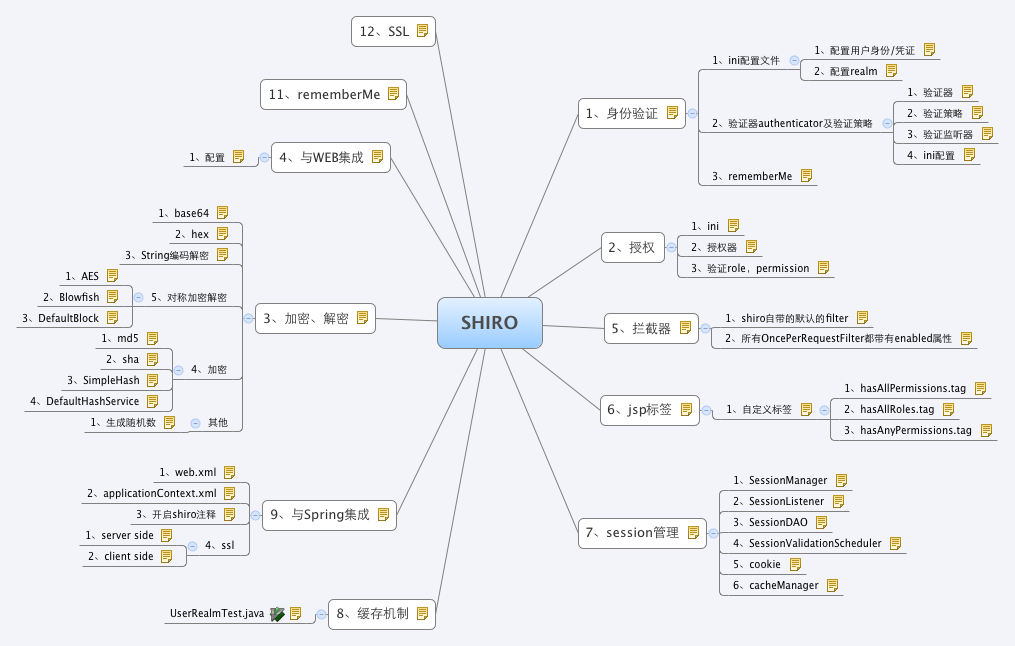 SHIRO
1、身份验证
1、ini配置文件
1、配置用户身份/凭证
2、配置realm
2、验证器authenticator及验证策略
1、验证器
2、验证策略
3、验证监听器
4、ini配置
3、rememberMe
2、授权
1、ini
2、授权器
3、验证role，permission
5、拦截器
1、shiro自带的默认的filter
2、所有OncePerRequestFilter都带有enabled属性
6、jsp标签
1、自定义标签
1、hasAllPermissions.tag
2、hasAllRoles.tag
3、hasAnyPermissions.tag
7、session管理
1、SessionManager
2、SessionListener
3、SessionDAO
4、SessionValidationScheduler
5、cookie
6、cacheManager
12、SSL
11、rememberMe
4、与WEB集成
1、配置
3、加密、解密
1、base64
2、hex
3、String编码解密
5、对称加密解密
1、AES
2、Blowfish
3、DefaultBlock
4、加密
1、md5
2、sha
3、SimpleHash
4、DefaultHashService
其他
1、生成随机数
9、与Spring集成
1、web.xml
2、applicationContext.xml
3、开启shiro注释
4、ssl
1、server side
2、client side
8、缓存机制
UserRealmTest.java